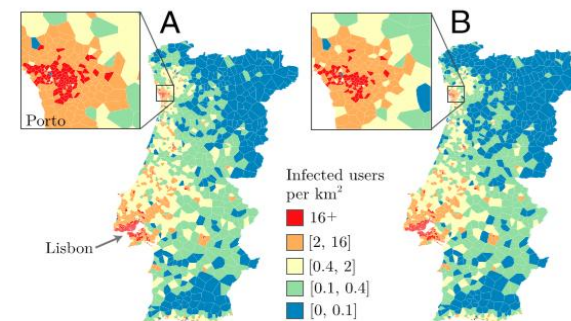 A
B
Porto
Lisbon
Infected users
per km²
16+
[2, 16]
[0.4, 2]
[0.1, 0.4]
[0, 0.1]